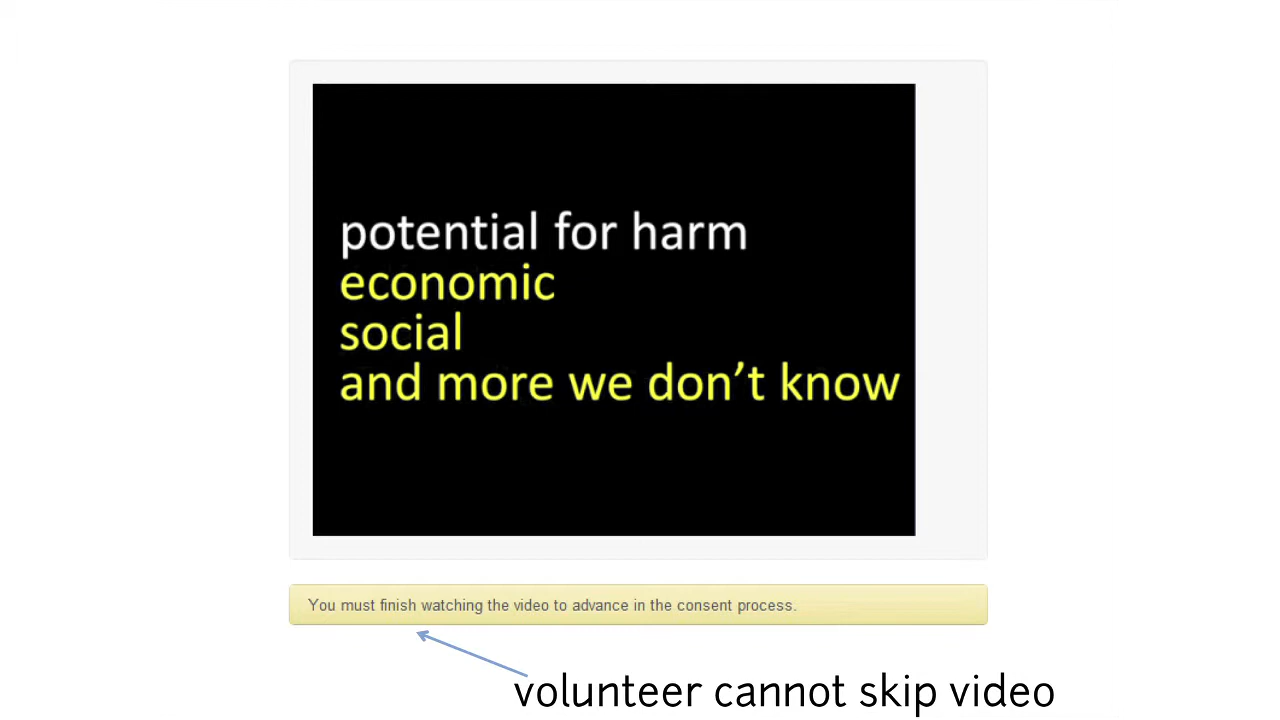 potential for harm
economic
social
and more we don’t know
You must finish watching the video to advance in the consent process.
volunteer cannot skip video